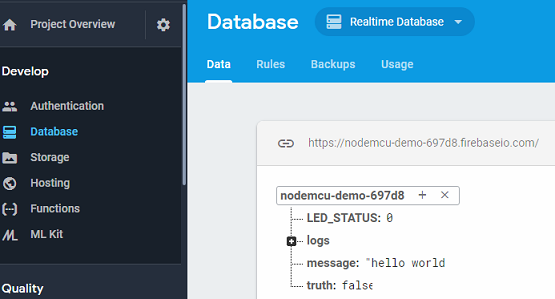 Project Overview
Develop
Authentication
Database
Storage
Hosting
Functions
ML Kit
Quality
Database
Realtime Database
Data Rules Backups Usage
https://nodemcu-demo-697d8.firebaseio.com/
nodemcu-demo-697d8 + ×
LED_STATUS: 0
logs
message: "hello world
truth: false